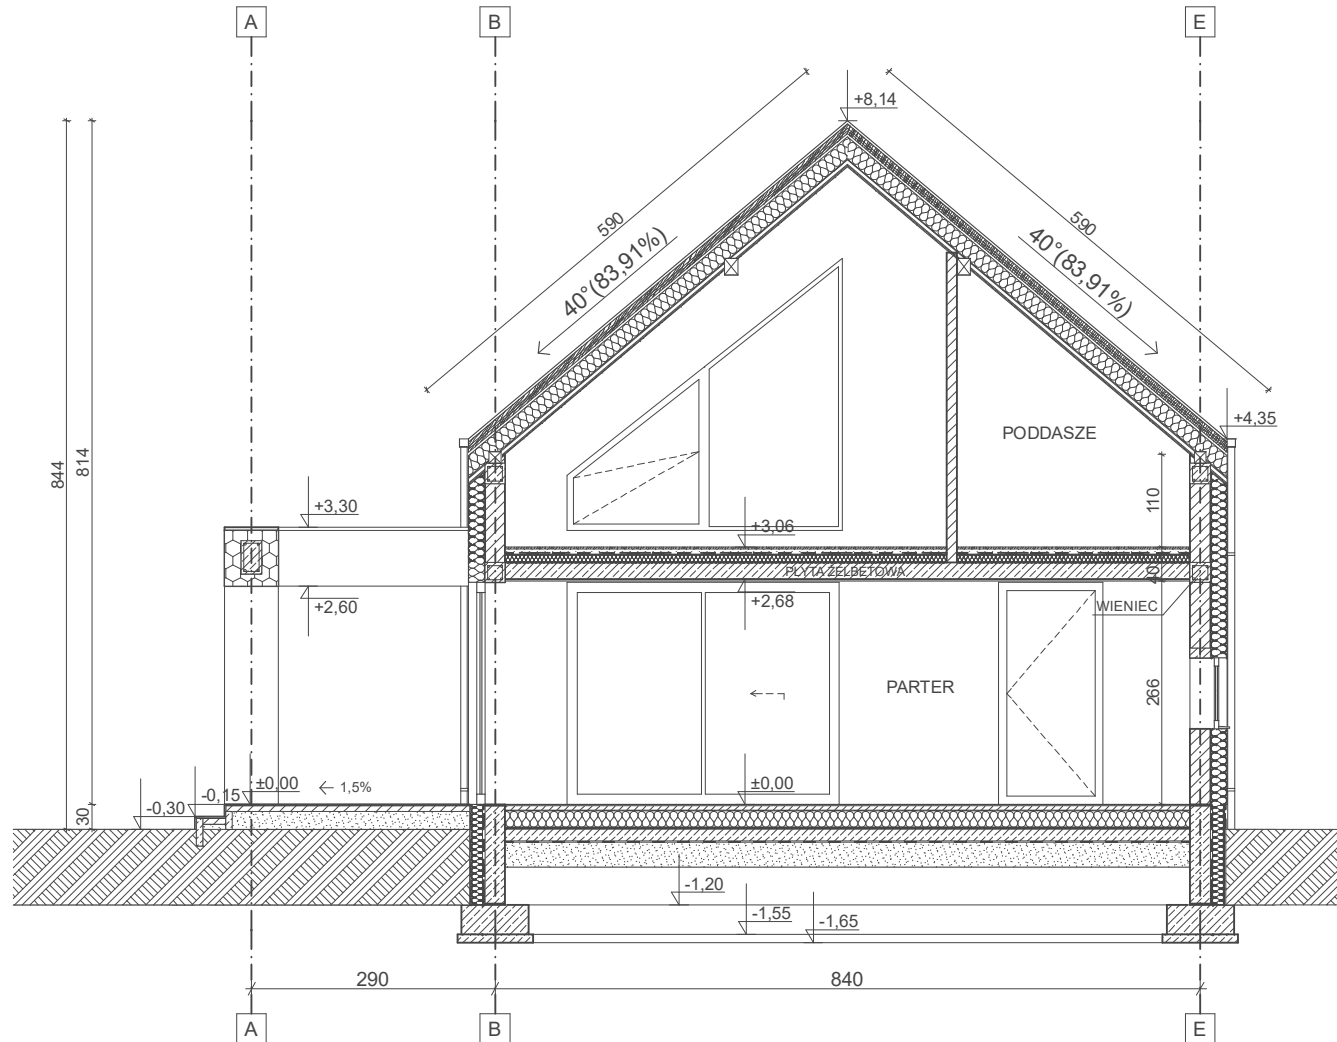 A
B
E
+8,14
590
590
40°(83,91%)
40°(83,91%)
+4,35
PODDASZE
844
814
110
+3,30
+3,06
PŁYTA ŻELBETOWA
40
+2,60
+2,68
WIENIEC
PARTER
266
±0,00
1,5%
±0,00
-0,15
-0,30
30
-1,20
-1,55
-1,65
290
840
A
B
E